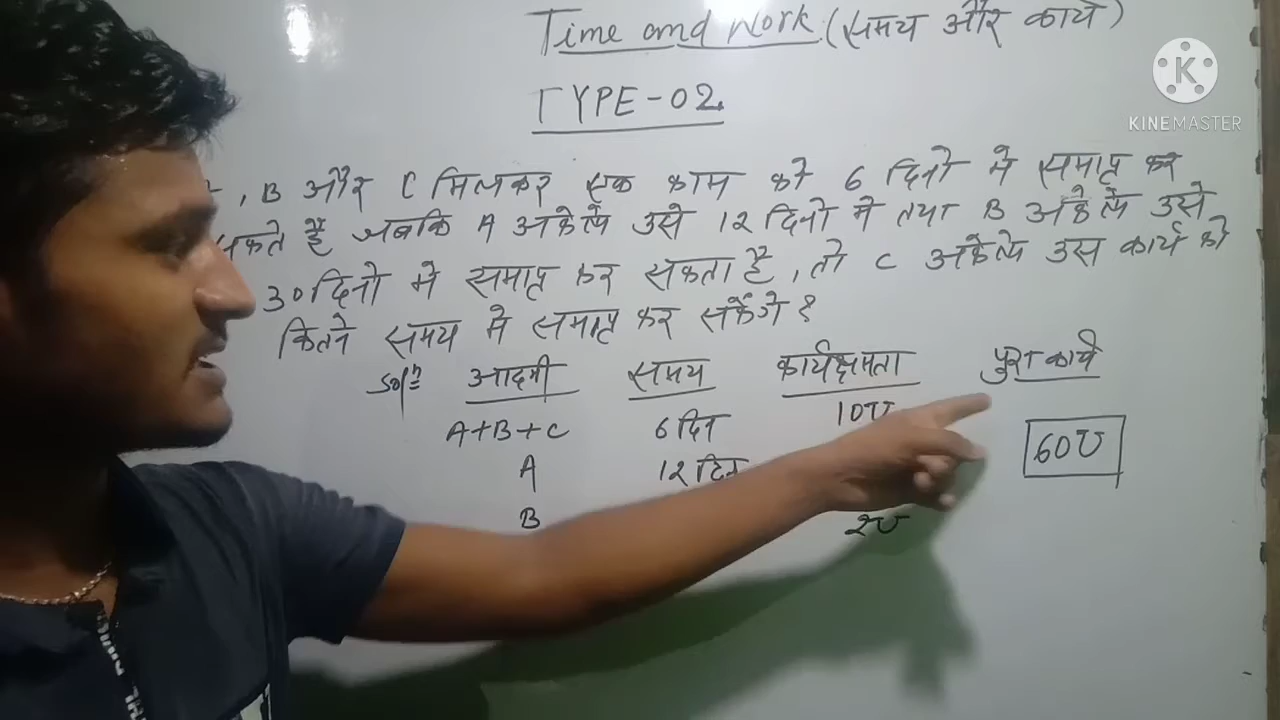 Time and Work (समय और कार्य)
K
KINEMASTER
TYPE-02.
, B और C मिलकर एक काम को 6 दिनो मे समाप्त कर
सकते हैं जबकि A अकेले उसे 12 दिनो मे तथा B अकेले उसे
30 दिनो मे समाप्त कर सकता है, तो C अकेले उस कार्य को
कितने समय मे समाप्त कर सकेंगे ?
Solⁿ आदमी समय कार्यक्षमता पुरा कार्य
A+B+C 6 दिन 10U 60U
A 12 दिन
B 2U